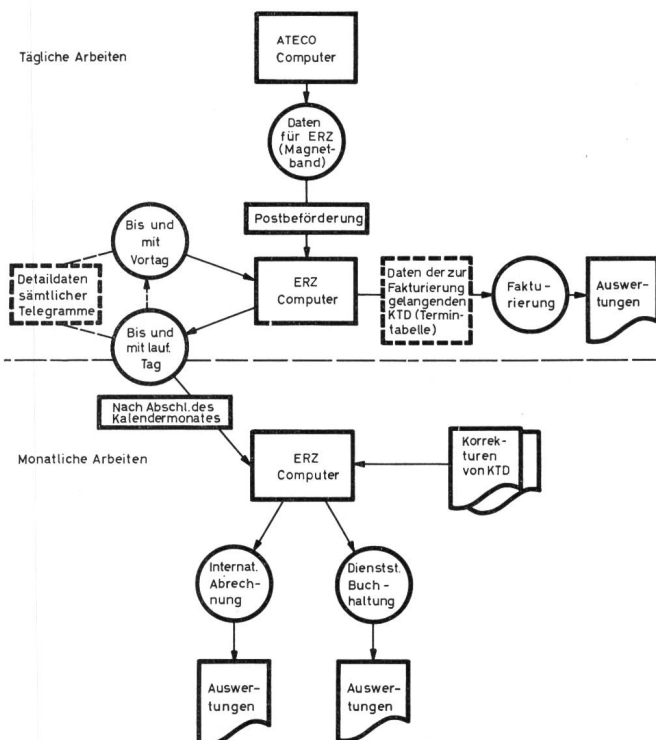 Tägliche Arbeiten
ATECO
Computer
Daten
für ERZ
(Magnet-
band)
Postbeförderung
Bis und
mit
Vortag
Detaildaten
sämtlicher
Telegramme
ERZ
Computer
Daten der zur
Fakturierung
gelangenden
KTD (Termin-
tabelle)
Faktu-
rierung
Auswer-
tungen
Bis und
mit lauf.
Tag
Nach Abschl. des
Kalendermonates
Monatliche Arbeiten
ERZ
Computer
Korrek-
turen
von KTD
Internat.
Abrech-
nung
Dienstst.
Buch-
haltung
Auswer-
tungen
Auswer-
tungen